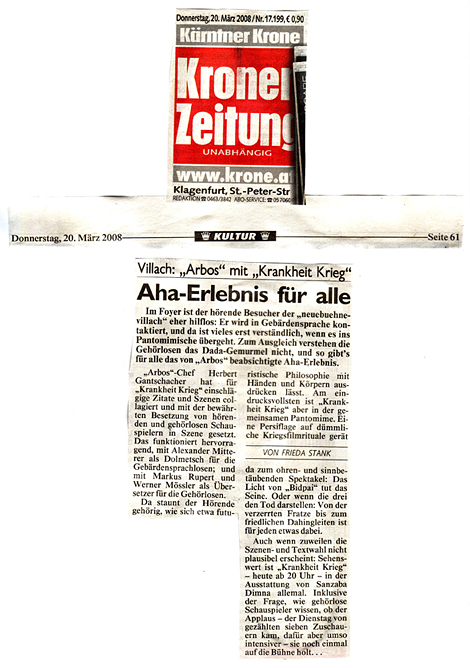 Donnerstag, 20. März 2008 / Nr. 17.199, € 0,90
Kärntner Krone
Kronen
Zeitung
UNABHÄNGIG
www.krone.at
Klagenfurt, St.-Peter-Str
REDAKTION ☎ 0463/3842 ABO-SERVICE: ☎ 05 7060
Donnerstag, 20. März 2008
KULTUR
Seite 61
Villach: „Arbos“ mit „Krankheit Krieg“
Aha-Erlebnis für alle
Im Foyer ist der hörende Besucher der „neuebuehne-
villach“ eher hilflos: Er wird in Gebärdensprache kon-
taktiert, und da ist vieles erst verständlich, wenn es ins
Pantomimische übergeht. Zum Ausgleich verstehen die
Gehörlosen das Dada-Gemurmel nicht, und so gibt’s
für alle das von „Arbos“ beabsichtigte Aha-Erlebnis.
„Arbos“-Chef Herbert
Gantschacher hat für
„Krankheit Krieg“ einschlä-
gige Zitate und Szenen col-
lagiert und mit der bewähr-
ten Besetzung von hören-
den und gehörlosen Schau-
spielern in Szene gesetzt.
Das funktioniert hervorra-
gend, mit Alexander Mitte-
rer als Dolmetsch für die
Gebärdensprachlosen; und
mit Markus Rupert und
Werner Mössler als Über-
setzer für die Gehörlosen.
Da staunt der Hörende
gehörig, wie sich etwa futu-
ristische Philosophie mit
Händen und Körpern aus-
drücken lässt. Am ein-
drucksvollsten ist „Krank-
heit Krieg“ aber in der ge-
meinsamen Pantomime. Ei-
ne Persiflage auf dümmli-
che Kriegsfilmrituale gerät
VON FRIEDA STANK
da zum ohren- und sinnbe-
täubenden Spektakel: Das
Licht von „Bidpai“ tut das
Seine. Oder wenn die drei
den Tod darstellen: Von der
verzerrten Fratze bis zum
friedlichen Dahingleiten ist
für jeden etwas dabei.
Auch wenn zuweilen die
Szenen- und Textwahl nicht
plausibel erscheint: Sehens-
wert ist „Krankheit Krieg“
– heute ab 20 Uhr – in der
Ausstattung von Sanzaba
Dimna allemal. Inklusive
der Frage, wie gehörlose
Schauspieler wissen, ob der
Applaus – der Dienstag von
gezählten sieben Zuschau-
ern kam, dafür aber umso
intensiver – sie noch einmal
auf die Bühne holt. . .